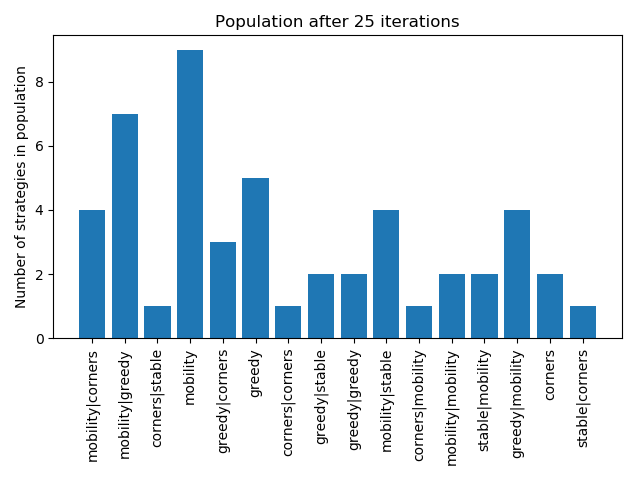 Population after 25 iterations
Number of strategies in population
8
6
4
2
0
mobility|corners
mobility|greedy
corners|stable
mobility
greedy|corners
greedy
corners|corners
greedy|stable
greedy|greedy
mobility|stable
corners|mobility
mobility|mobility
stable|mobility
greedy|mobility
corners
stable|corners